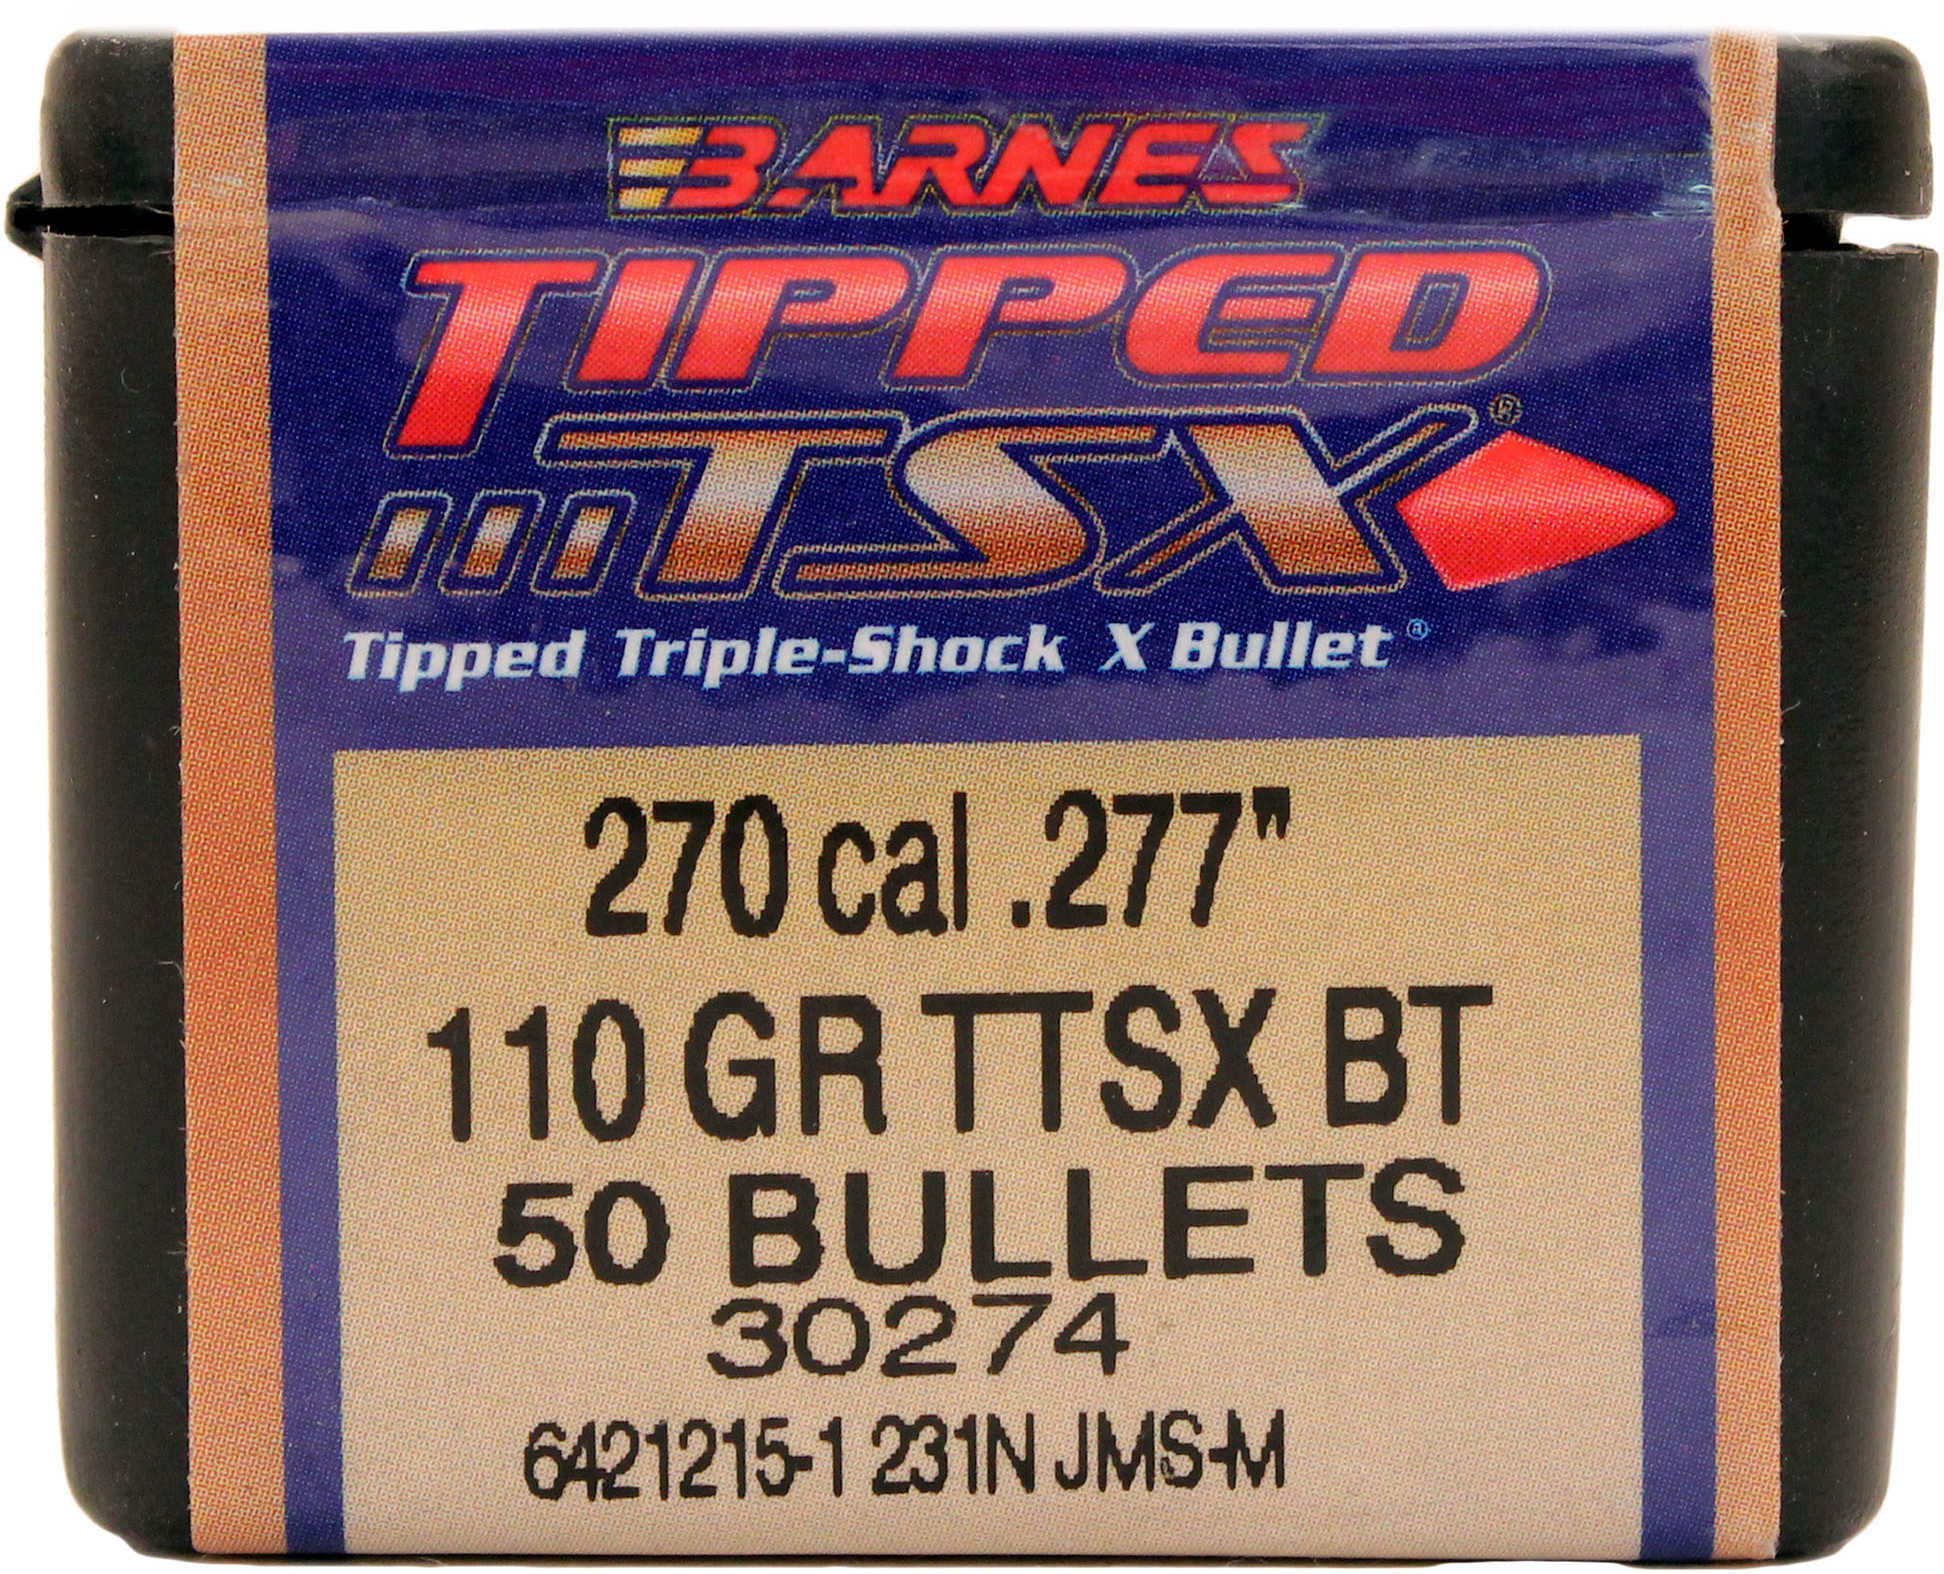 BARNES
TIPPED
TSX®
Tipped Triple-Shock X Bullet®
270 cal .277"
110 GR TTSX BT
50 BULLETS
30274
6421215-1 231N JMS-M